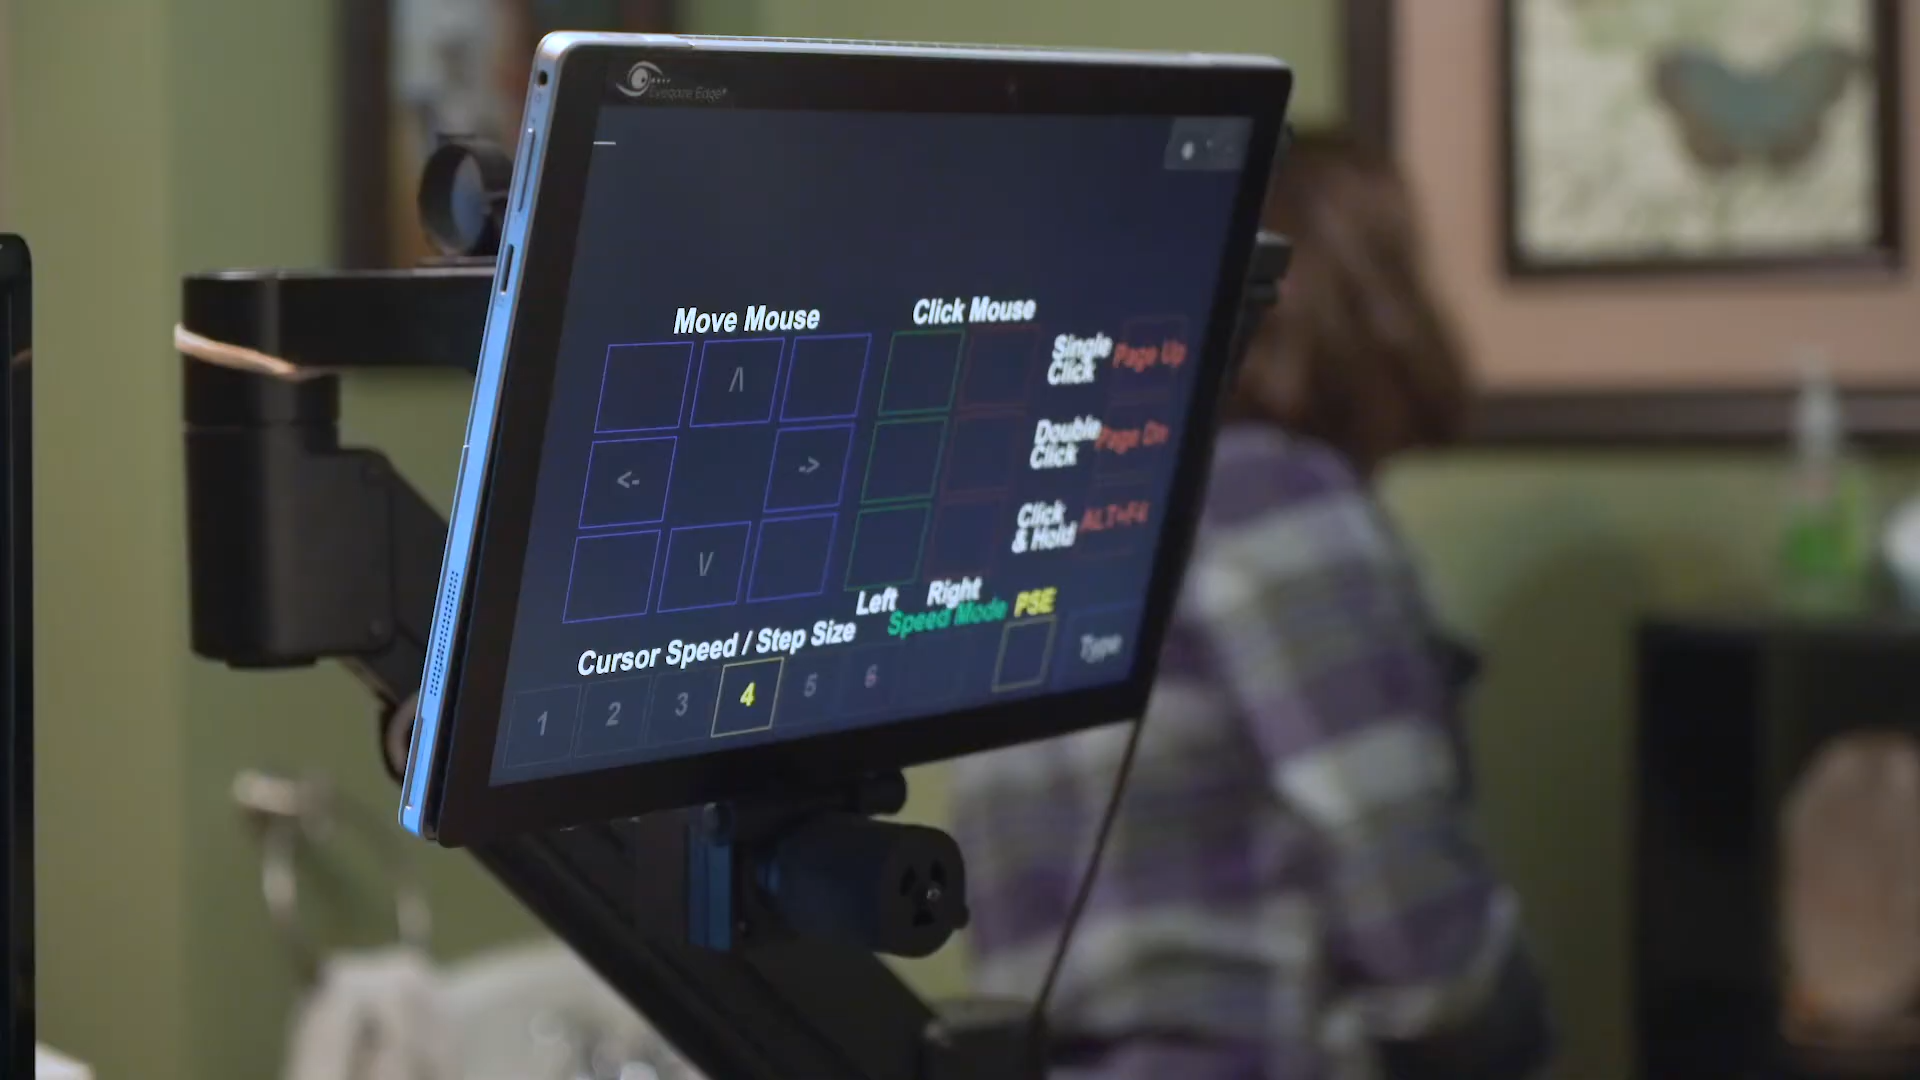 Eyegaze Edge®
Move Mouse
Click Mouse
/\
<-
->
\/
Single Click
Page Up
Double Click
Page Dn
Click & Hold
ALT+F4
Left
Right
Speed Mode
PSE
Cursor Speed / Step Size
1 2 3 4 5 6
Type